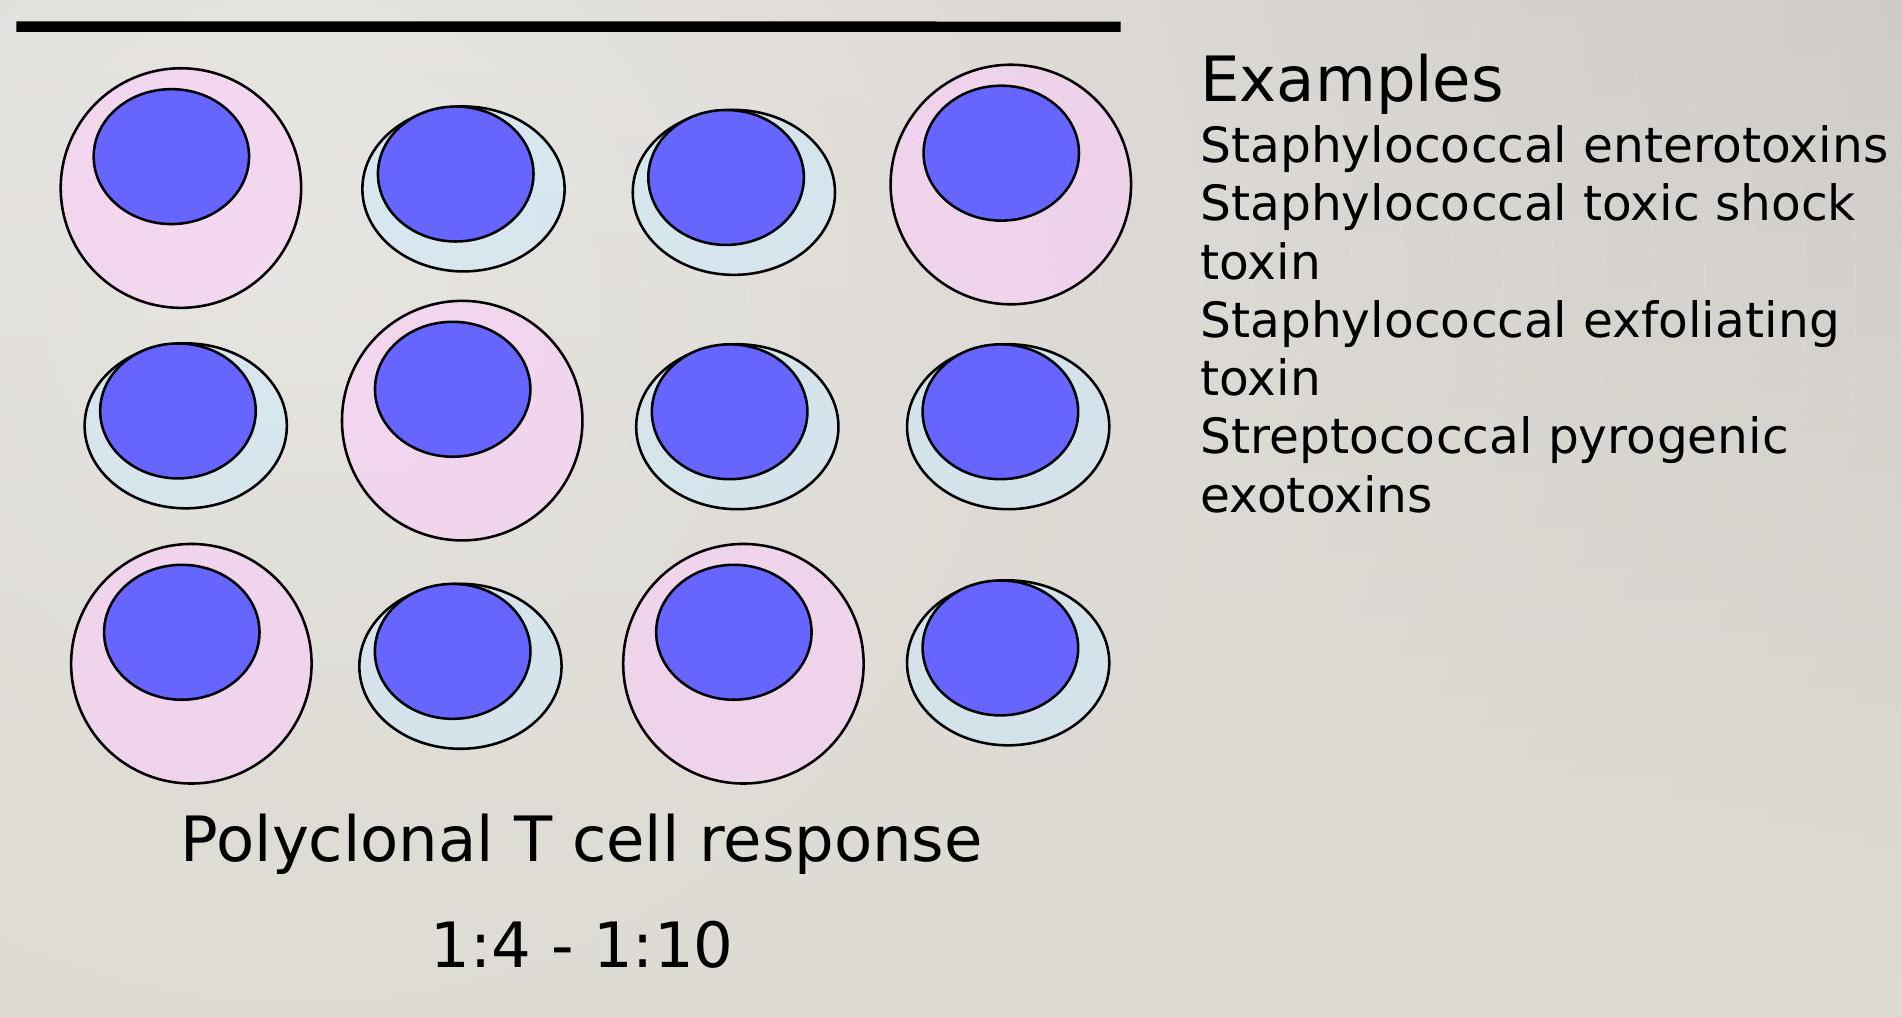 Examples
Staphylococcal enterotoxins
Staphylococcal toxic shock
toxin
Staphylococcal exfoliating
toxin
Streptococcal pyrogenic
exotoxins
Polyclonal T cell response
1:4 - 1:10